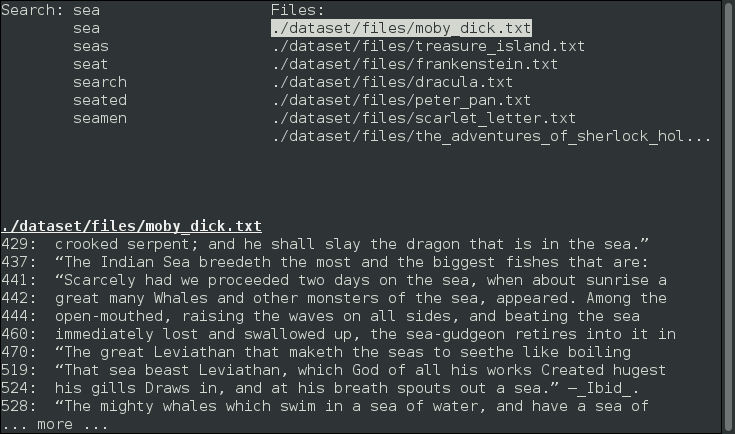 Search: sea Files:
sea ./dataset/files/moby_dick.txt
seas ./dataset/files/treasure_island.txt
seat ./dataset/files/frankenstein.txt
search ./dataset/files/dracula.txt
seated ./dataset/files/peter_pan.txt
seamen ./dataset/files/scarlet_letter.txt
./dataset/files/the_adventures_of_sherlock_hol...
./dataset/files/moby_dick.txt
429: crooked serpent; and he shall slay the dragon that is in the sea.”
437: “The Indian Sea breedeth the most and the biggest fishes that are:
441: “Scarcely had we proceeded two days on the sea, when about sunrise a
442: great many Whales and other monsters of the sea, appeared. Among the
444: open-mouthed, raising the waves on all sides, and beating the sea
460: immediately lost and swallowed up, the sea-gudgeon retires into it in
470: “The great Leviathan that maketh the seas to seethe like boiling
519: “That sea beast Leviathan, which God of all his works Created hugest
524: his gills Draws in, and at his breath spouts out a sea.” —_Ibid_.
528: “The mighty whales which swim in a sea of water, and have a sea of
... more ...